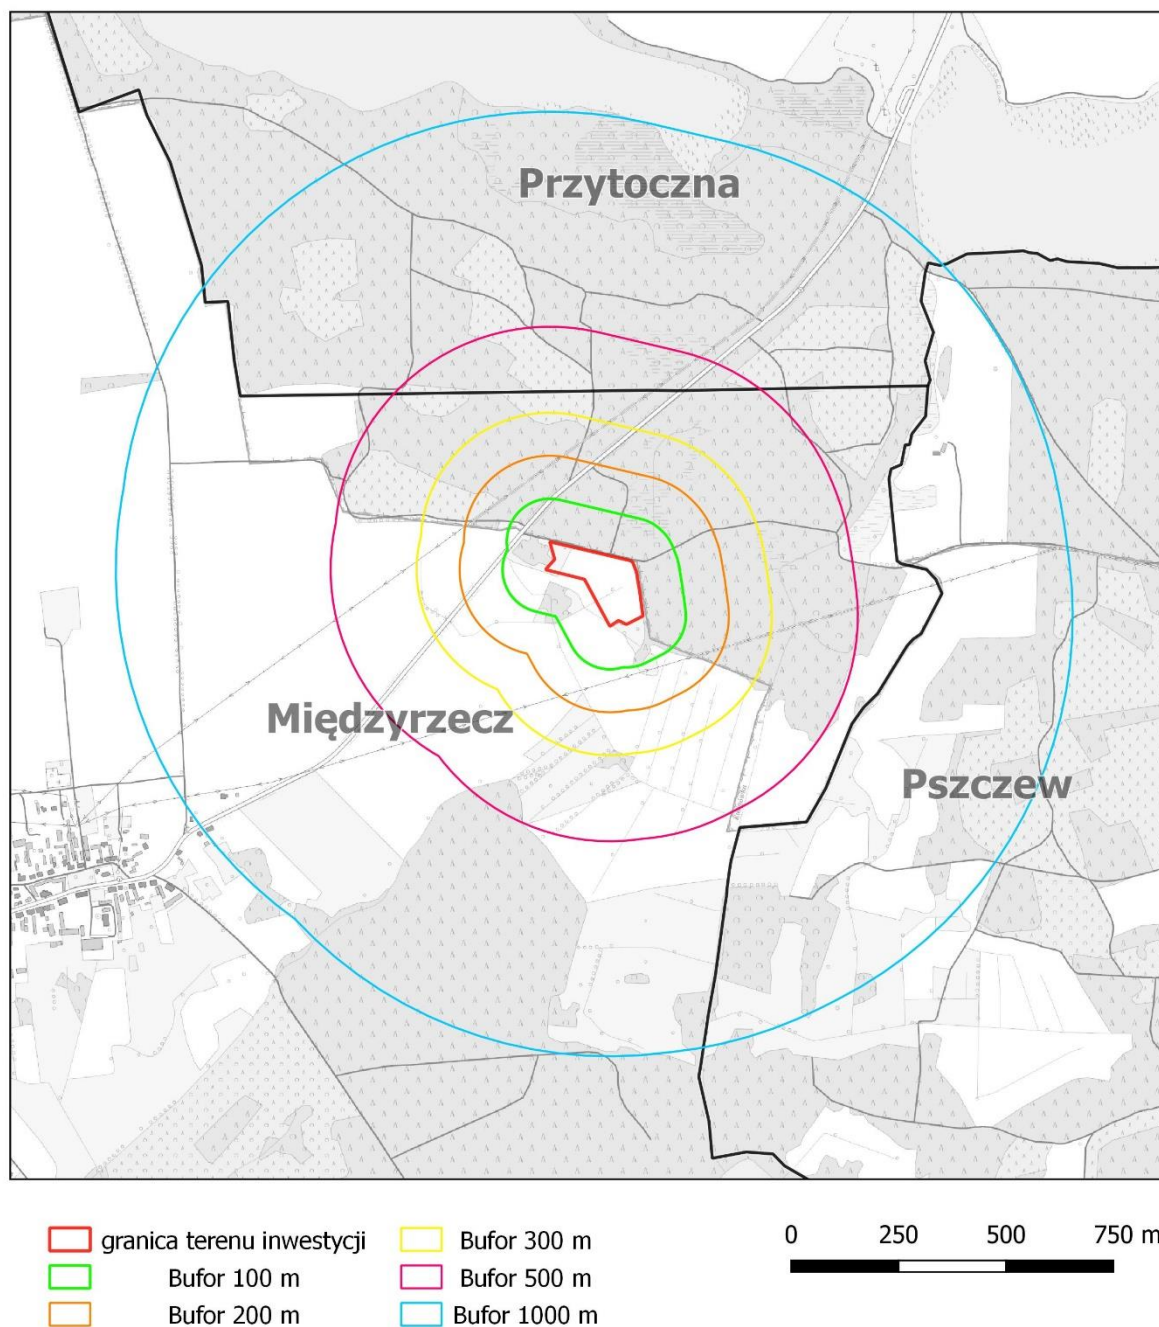 Przytoczna
Międzyrzecz
Pszczew
granica terenu inwestycji
Bufor 100 m
Bufor 200 m
Bufor 300 m
Bufor 500 m
Bufor 1000 m
0 250 500 750 m